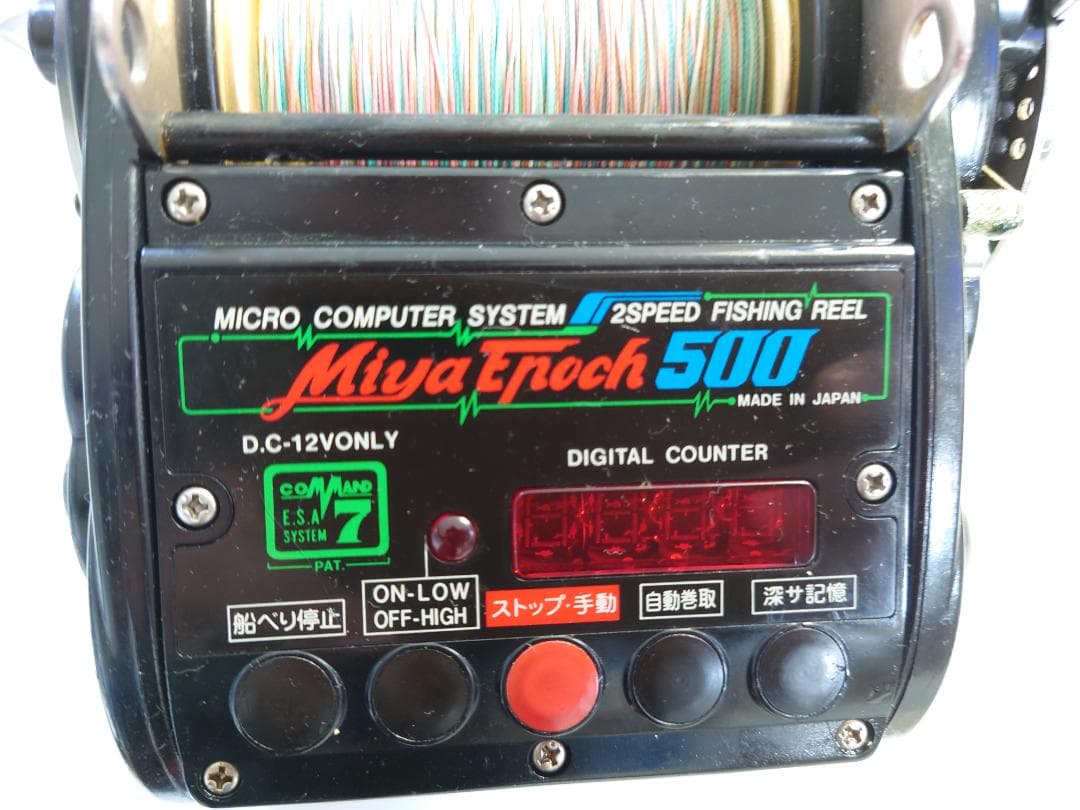 MICRO COMPUTER SYSTEM 2SPEED FISHING REEL
Miya Epoch 500
MADE IN JAPAN
D.C-12VONLY
DIGITAL COUNTER
COMMAND
E.S.A
SYSTEM 7
PAT.
船べり停止
ON-LOW
OFF-HIGH
ストップ・手動
自動巻取
深サ記憶